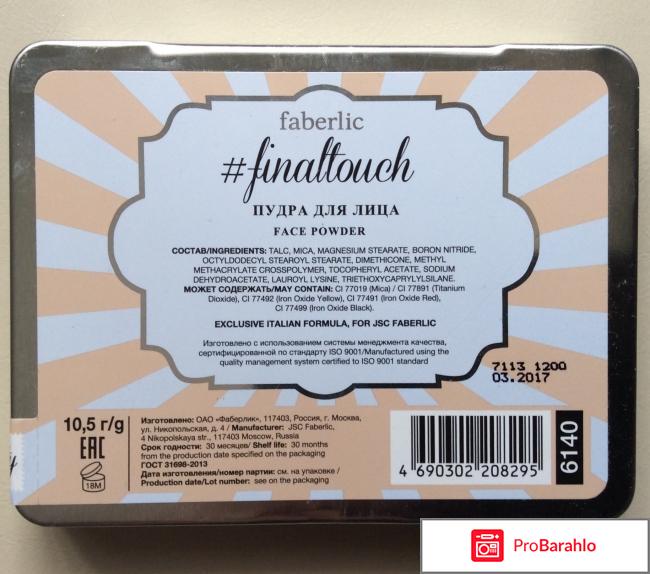 faberlic
#finaltouch
ПУДРА ДЛЯ ЛИЦА
FACE POWDER
СОСТАВ/INGREDIENTS: TALC, MICA, MAGNESIUM STEARATE, BORON NITRIDE,
OCTYLDODECYL STEAROYL STEARATE, DIMETHICONE, METHYL
METHACRYLATE CROSSPOLYMER, TOCOPHERYL ACETATE, SODIUM
DEHYDROACETATE, LAUROYL LYSINE, TRIETHOXYCAPRYLYLSILANE.
МОЖЕТ СОДЕРЖАТЬ/MAY CONTAIN: CI 77019 (Mica) / CI 77891 (Titanium
Dioxide), CI 77492 (Iron Oxide Yellow), CI 77491 (Iron Oxide Red),
CI 77499 (Iron Oxide Black).
EXCLUSIVE ITALIAN FORMULA, FOR JSC FABERLIC
Изготовлено с использованием системы менеджмента качества,
сертифицированной по стандарту ISO 9001/Manufactured using the
quality management system certified to ISO 9001 standard
7113 1200
03.2017
10,5 г/g
EAC
18M
Изготовлено: ОАО «Фаберлик», 117403, Россия, г. Москва,
ул. Никопольская, д. 4 / Manufacturer: JSC Faberlic,
4 Nikopolskaya str., 117403 Moscow, Russia
Срок годности: 30 месяцев/ Shelf life: 30 months
from the production date specified on the package
ГОСТ 31698-2013
Дата изготовления/номер партии: см. на упаковке /
Production date/Lot number: see on the packaging
4 690302 208295
6140
ProBarahlo